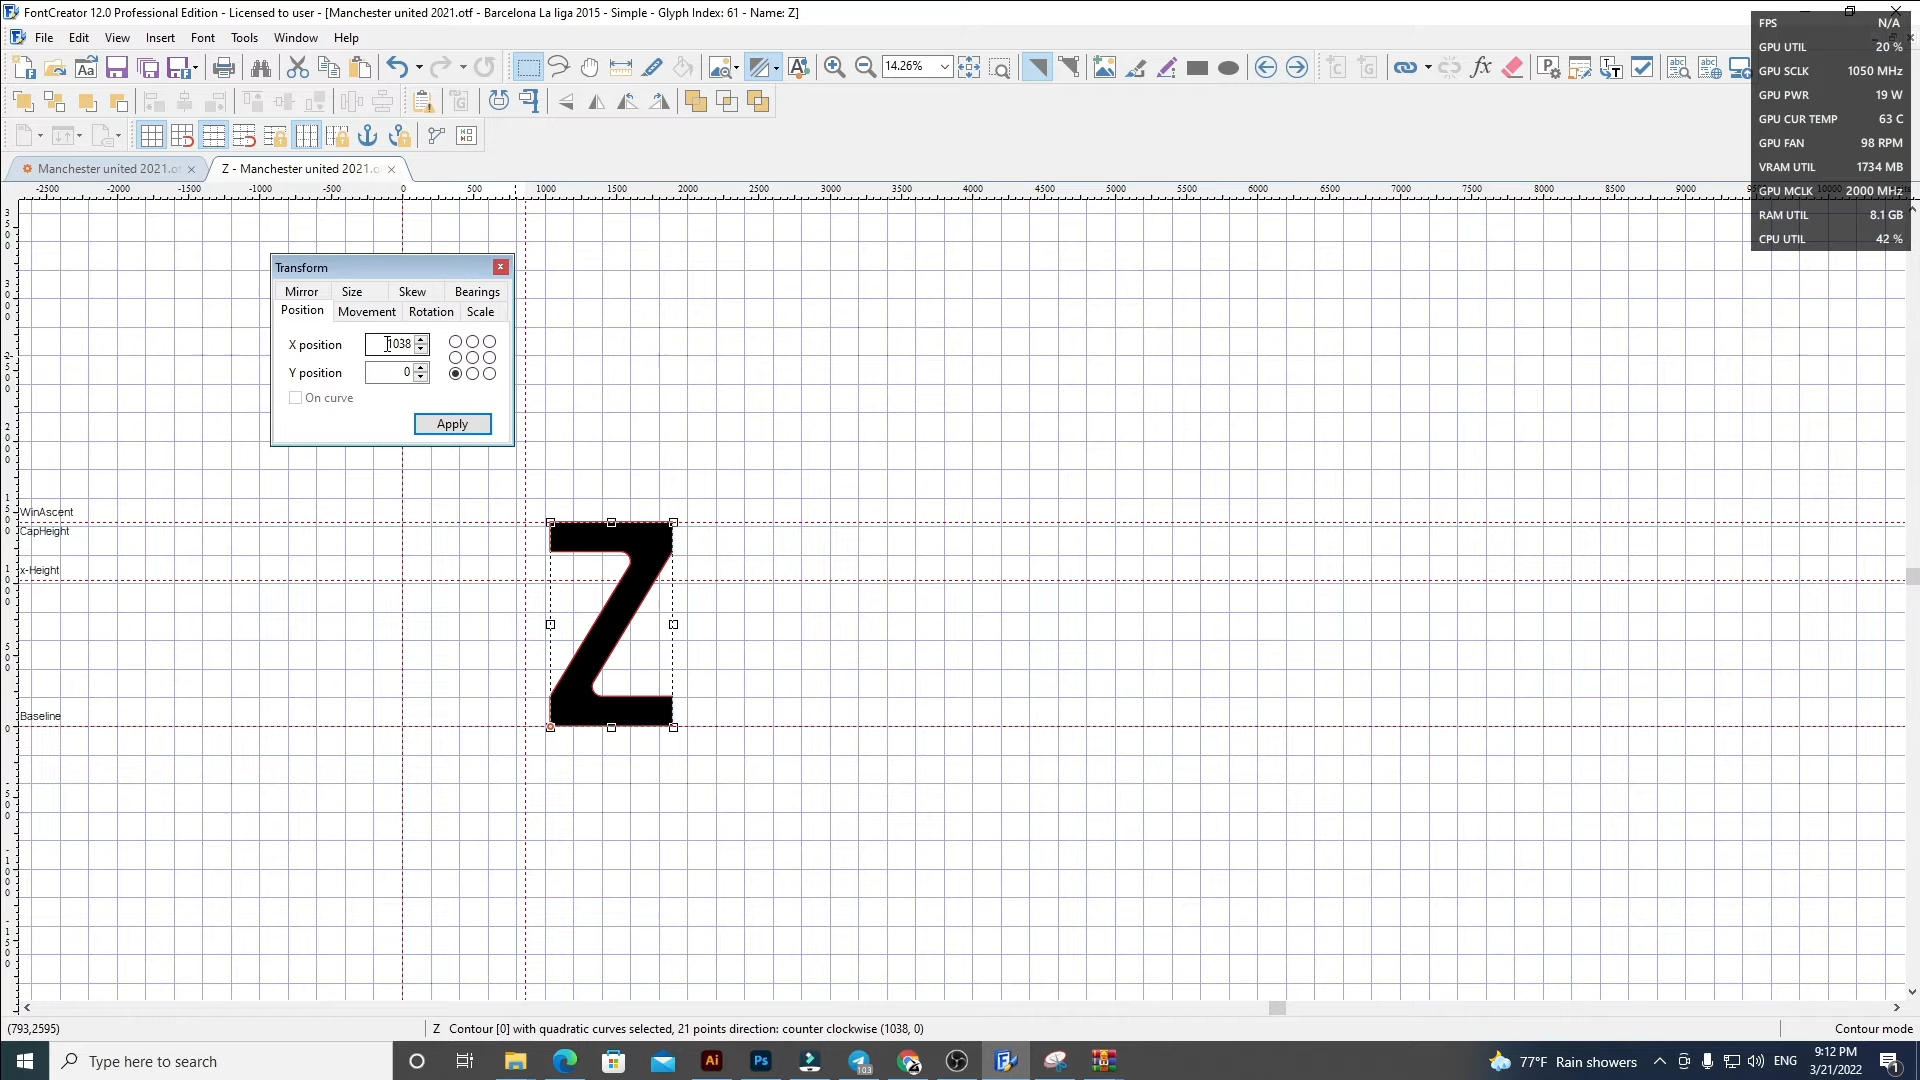 FontCreator 12.0 Professional Edition - Licensed to user - [Manchester united 2021.otf - Barcelona La liga 2015 - Simple - Glyph Index: 61 - Name: Z]
File Edit View Insert Font Tools Window Help
14.26%
Manchester united 2021.ot
Z - Manchester united 2021.o
-2500 -2000 -1500 -1000 -500 0 500 1000 1500 2000 2500 3000 3500 4000 4500 5000 5500 6000 6500 7000 7500 8000 8500 9000 10000
FPS N/A
GPU UTIL 20 %
GPU SCLK 1050 MHz
GPU PWR 19 W
GPU CUR TEMP 63 C
GPU FAN 98 RPM
VRAM UTIL 1734 MB
GPU MCLK 2000 MHz
RAM UTIL 8.1 GB
CPU UTIL 42 %
Transform
Mirror Size Skew Bearings
Position Movement Rotation Scale
X position 1038
Y position 0
On curve
Apply
WinAscent
CapHeight
x-Height
Baseline
Z
(793,2595)
Z Contour [0] with quadratic curves selected, 21 points direction: counter clockwise (1038, 0)
Contour mode
Type here to search
103
77°F Rain showers
ENG
9:12 PM
3/21/2022
1